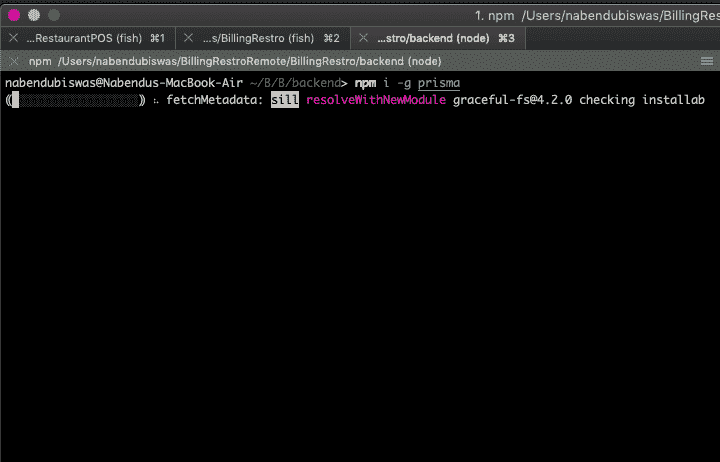 1. npm /Users/nabendubiswas/BillingRestro
...RestaurantPOS (fish) ⌘1 ...s/BillingRestro (fish) ⌘2 ...stro/backend (node) ⌘3
npm /Users/nabendubiswas/BillingRestroRemote/BillingRestro/backend (node)
nabendubiswas@Nabendus-MacBook-Air ~/B/B/backend> npm i -g prisma
fetchMetadata: sill resolveWithNewModule graceful-fs@4.2.0 checking installab